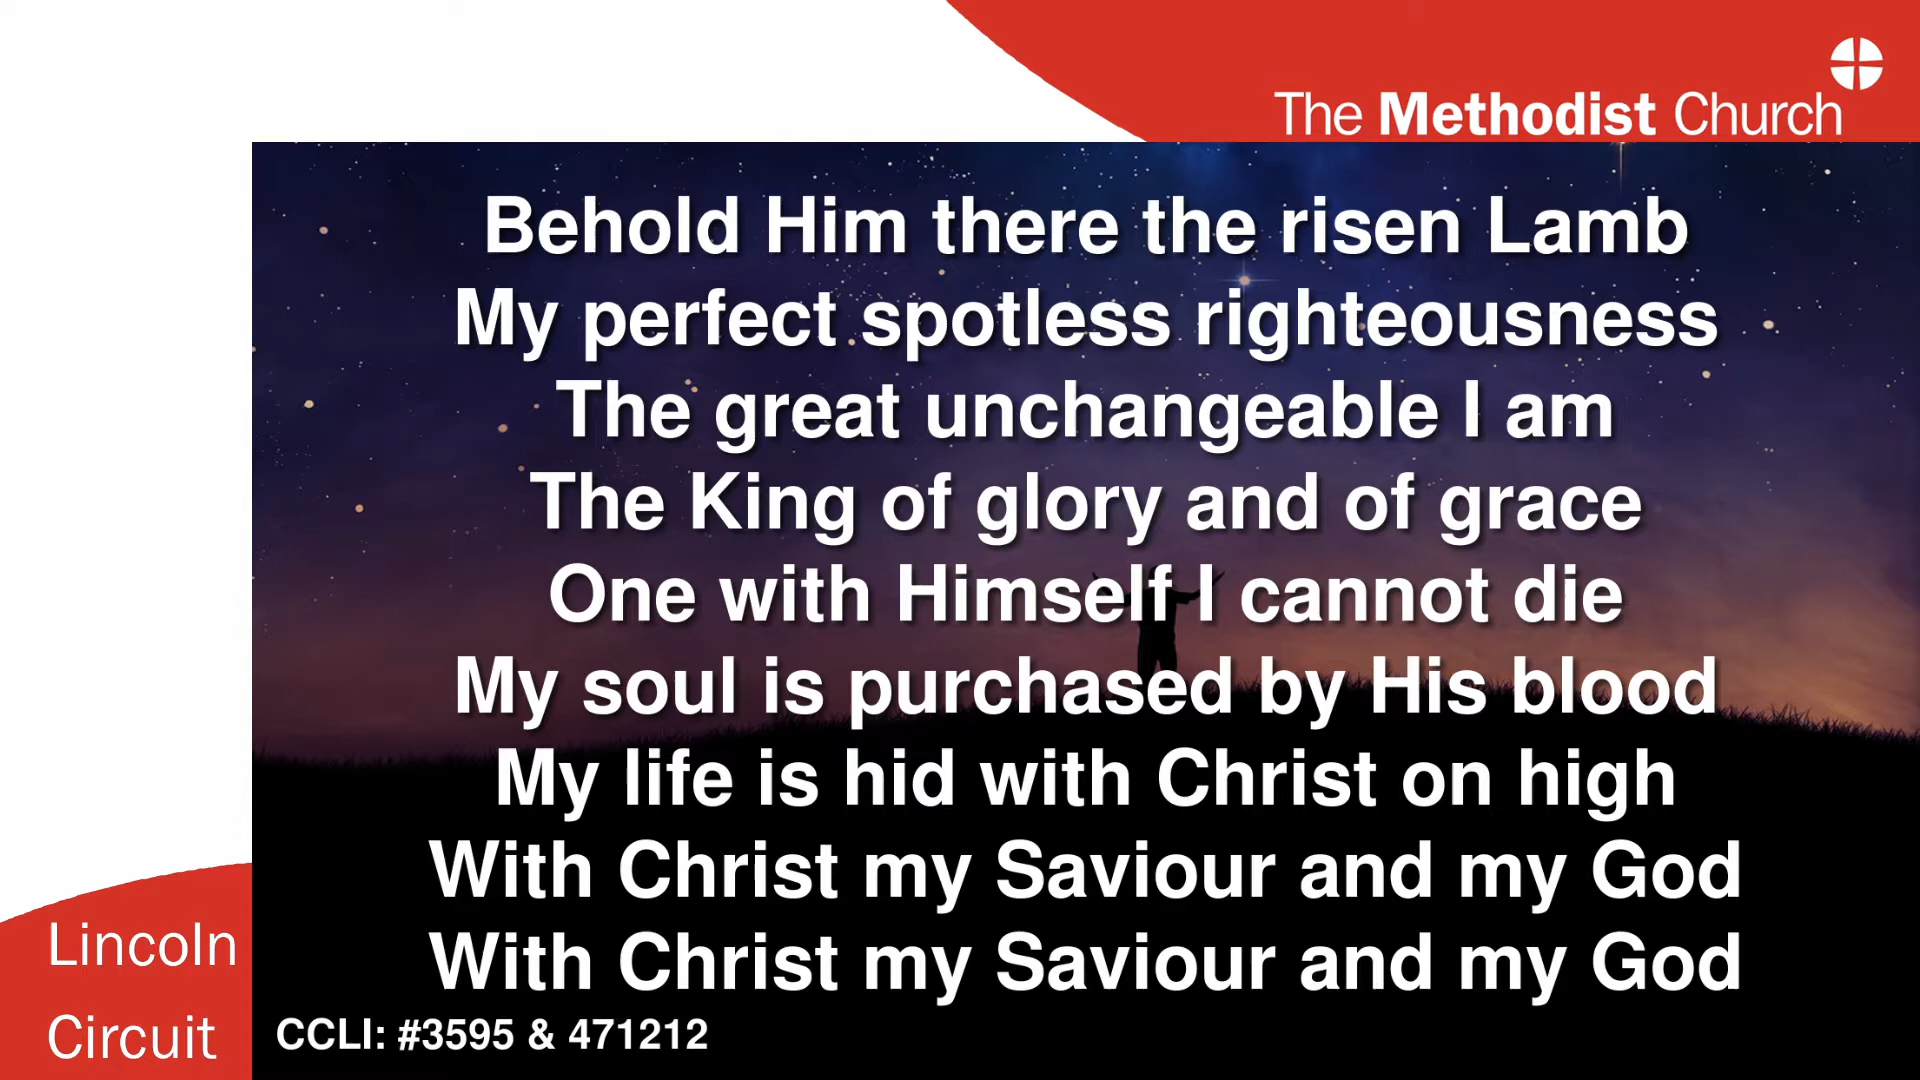 The Methodist Church
Behold Him there the risen Lamb
My perfect spotless righteousness
The great unchangeable I am
The King of glory and of grace
One with Himself I cannot die
My soul is purchased by His blood
My life is hid with Christ on high
With Christ my Saviour and my God
With Christ my Saviour and my God
Lincoln
Circuit
CCLI: #3595 & 471212